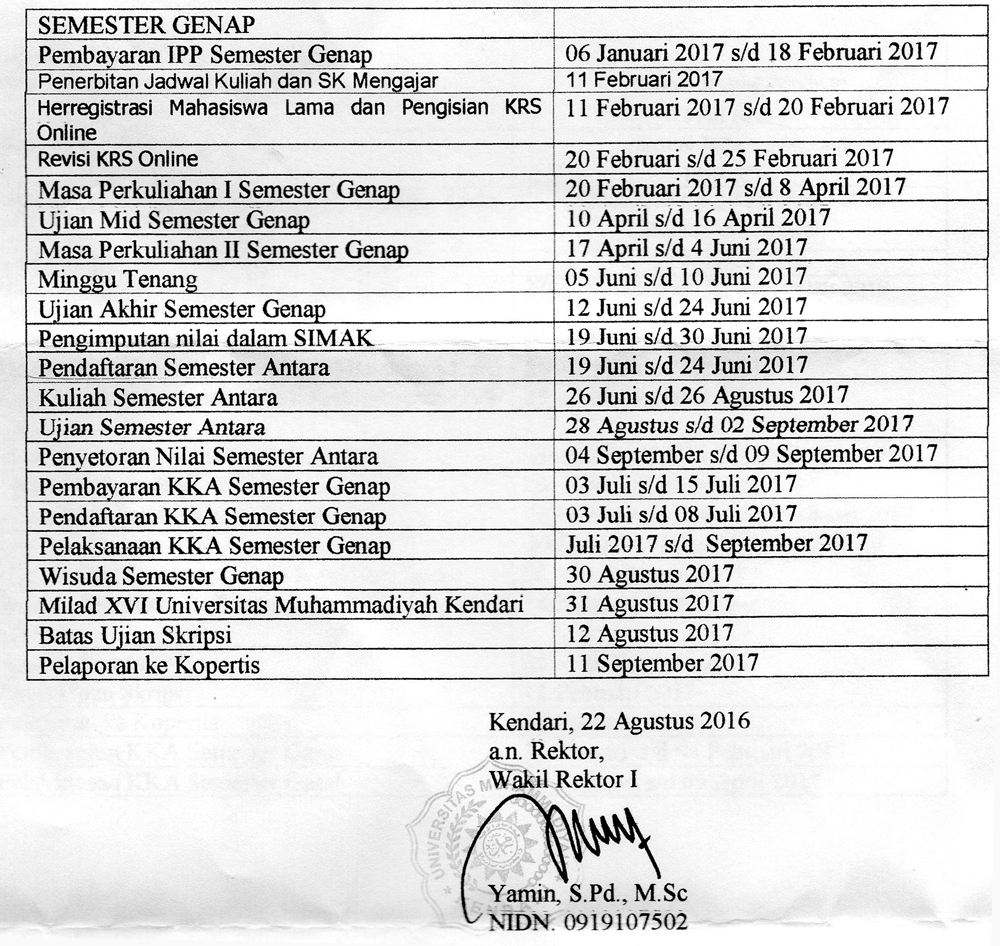 SEMESTER GENAP
Pembayaran IPP Semester Genap 06 Januari 2017 s/d 18 Februari 2017
Penerbitan Jadwal Kuliah dan SK Mengajar 11 Februari 2017
Herregistrasi Mahasiswa Lama dan Pengisian KRS 11 Februari 2017 s/d 20 Februari 2017
Online
Revisi KRS Online 20 Februari s/d 25 Februari 2017
Masa Perkuliahan I Semester Genap 20 Februari 2017 s/d 8 April 2017
Ujian Mid Semester Genap 10 April s/d 16 April 2017
Masa Perkuliahan II Semester Genap 17 April s/d 4 Juni 2017
Minggu Tenang 05 Juni s/d 10 Juni 2017
Ujian Akhir Semester Genap 12 Juni s/d 24 Juni 2017
Pengimputan nilai dalam SIMAK 19 Juni s/d 30 Juni 2017
Pendaftaran Semester Antara 19 Juni s/d 24 Juni 2017
Kuliah Semester Antara 26 Juni s/d 26 Agustus 2017
Ujian Semester Antara 28 Agustus s/d 02 September 2017
Penyetoran Nilai Semester Antara 04 September s/d 09 September 2017
Pembayaran KKA Semester Genap 03 Juli s/d 15 Juli 2017
Pendaftaran KKA Semester Genap 03 Juli s/d 08 Juli 2017
Pelaksanaan KKA Semester Genap Juli 2017 s/d September 2017
Wisuda Semester Genap 30 Agustus 2017
Milad XVI Universitas Muhammadiyah Kendari 31 Agustus 2017
Batas Ujian Skripsi 12 Agustus 2017
Pelaporan ke Kopertis 11 September 2017
Kendari, 22 Agustus 2016
a.n. Rektor,
Wakil Rektor I
Yamin, S.Pd., M.Sc
NIDN. 0919107502